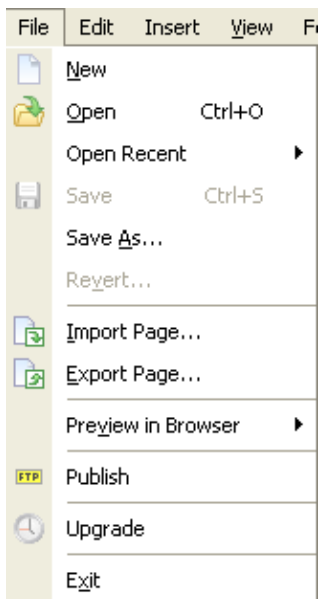 File Edit Insert View F
New
Open Ctrl+O
Open Recent
Save Ctrl+S
Save As...
Revert...
Import Page...
Export Page...
Preview in Browser
FTP Publish
Upgrade
Exit